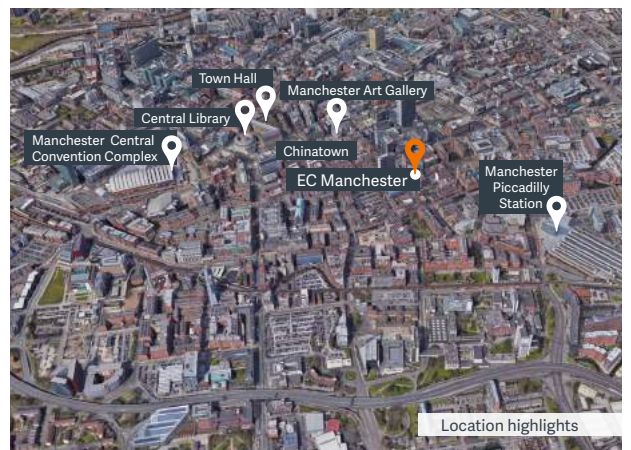 Town Hall
Manchester Art Gallery
Central Library
Manchester Central
Convention Complex
Chinatown
EC Manchester
Manchester
Piccadilly
Station
Location highlights